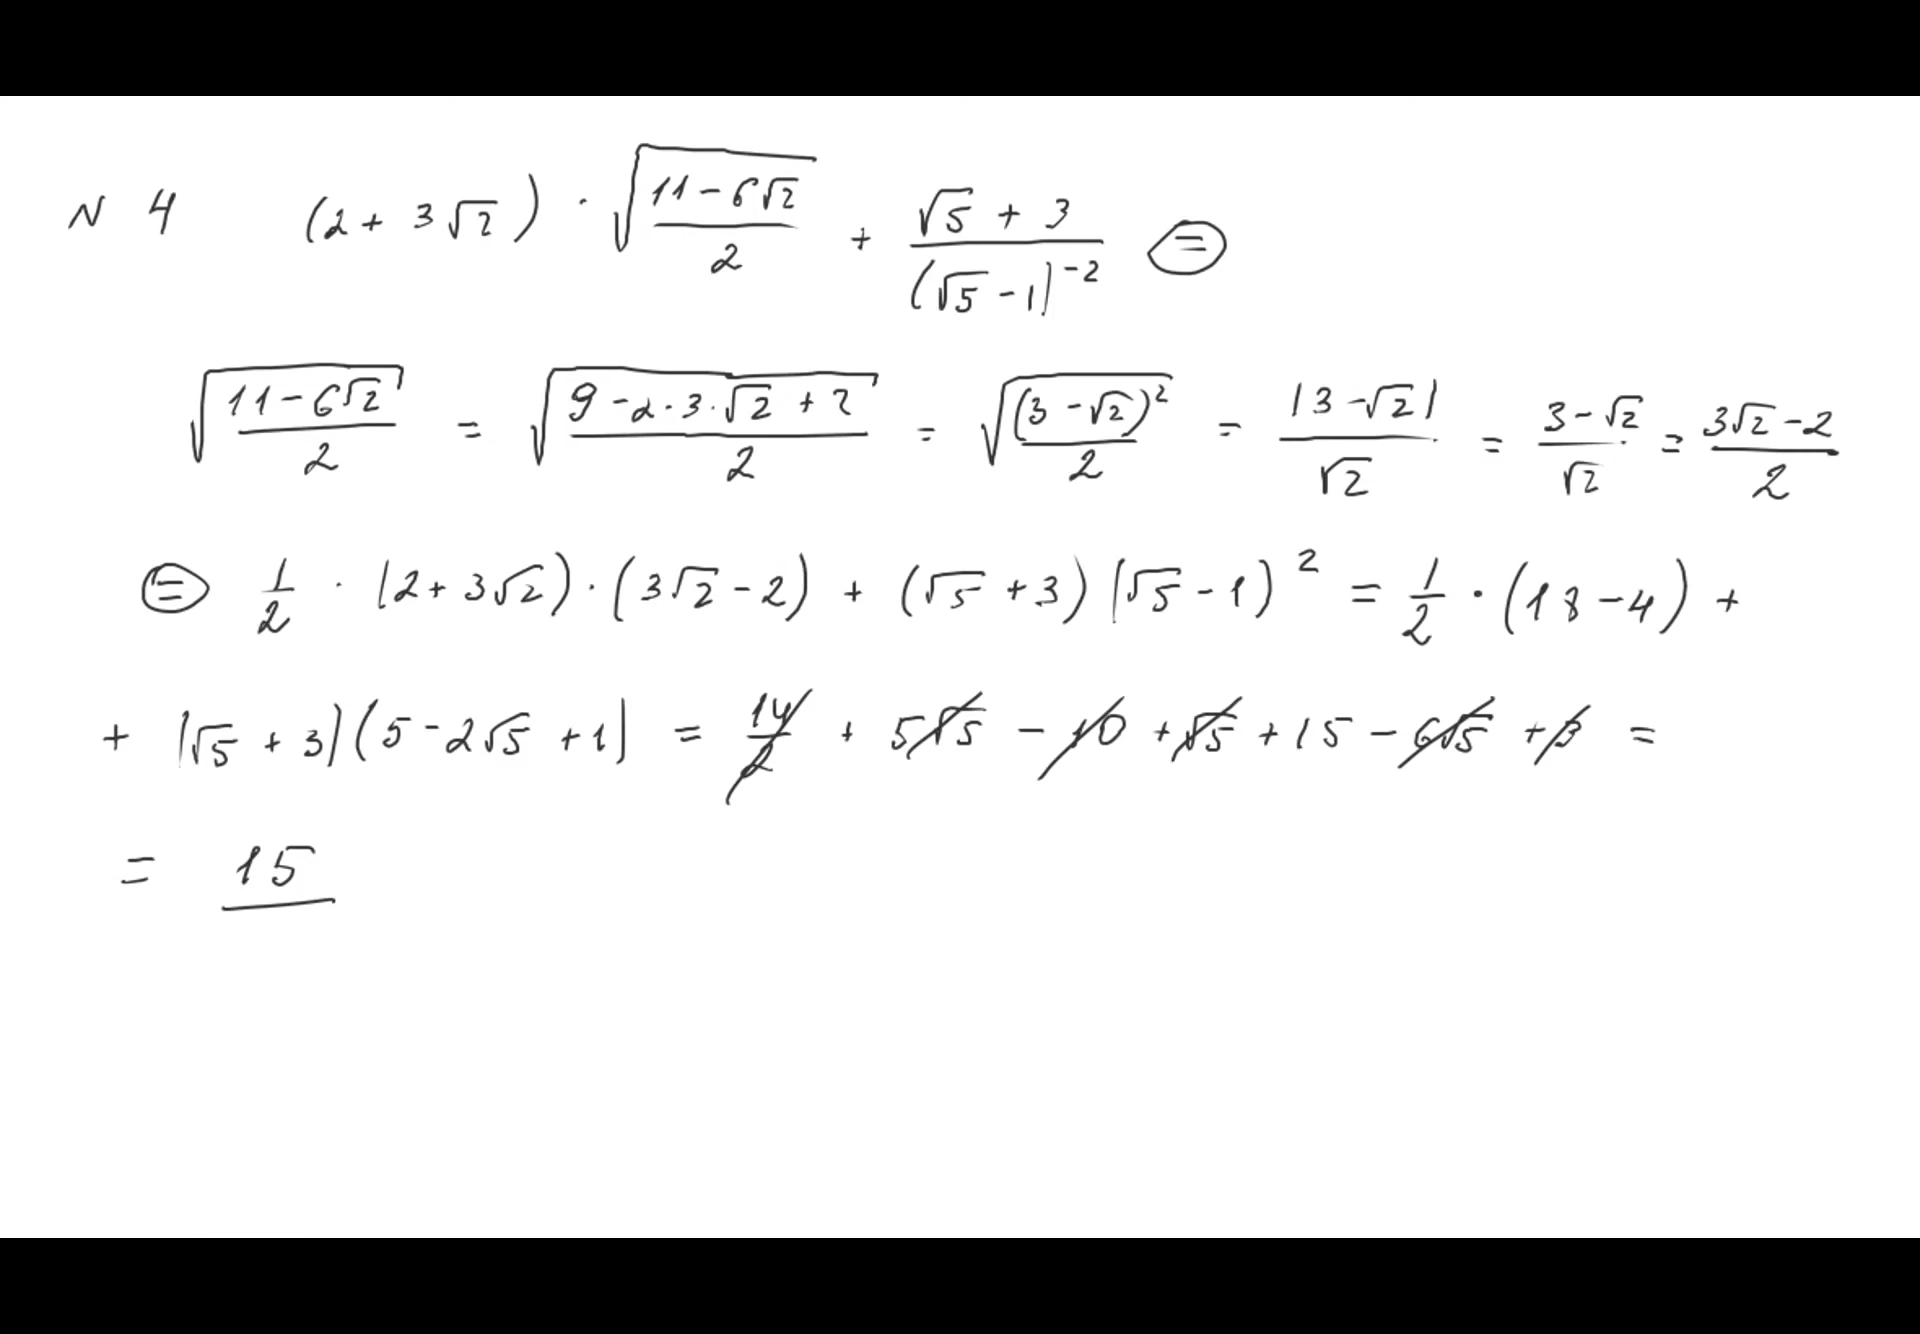 N 4 (2 + 3√2) · √((11 - 6√2)/2) + (√5 + 3)/(√5 - 1)⁻² ⊜
√((11 - 6√2)/2) = √((9 - 2·3·√2 + 2)/2) = √((3 - √2)²/2) = |3 - √2|/√2 = (3 - √2)/√2 = (3√2 - 2)/2
⊜ 1/2 · (2 + 3√2) · (3√2 - 2) + (√5 + 3)(√5 - 1)² = 1/2 · (18 - 4) +
+ (√5 + 3)(5 - 2√5 + 1) = 14/2 + 5√5 - 10 + √5 + 15 - 6√5 + 3 =
= 15